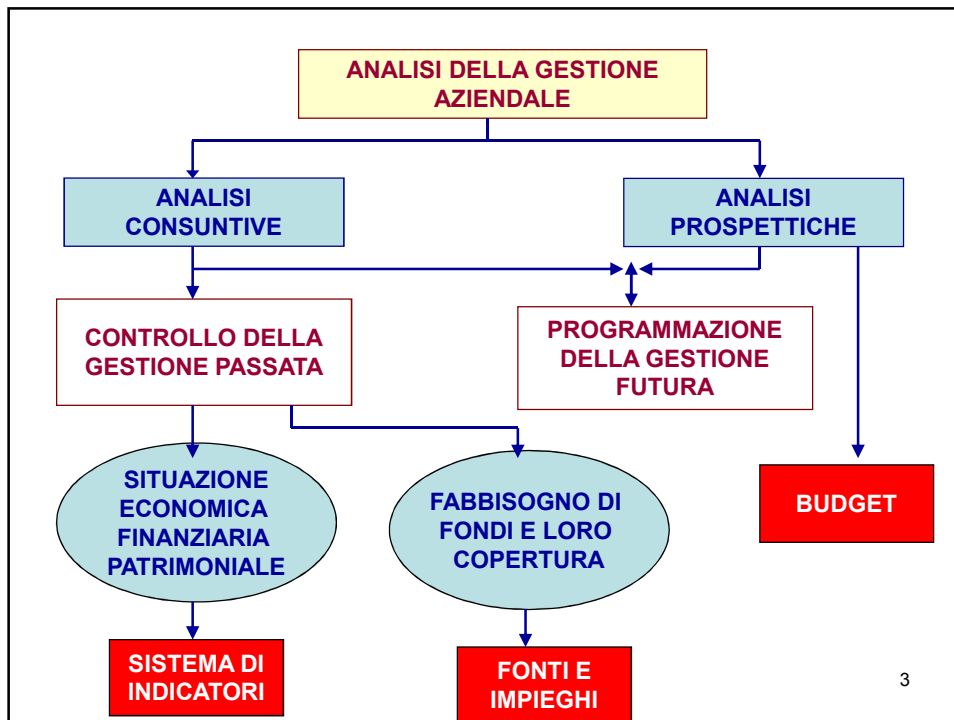 ANALISI DELLA GESTIONE
AZIENDALE
ANALISI
CONSUNTIVE
ANALISI
PROSPETTICHE
CONTROLLO DELLA
GESTIONE PASSATA
PROGRAMMAZIONE
DELLA GESTIONE
FUTURA
SITUAZIONE
ECONOMICA
FINANZIARIA
PATRIMONIALE
FABBISOGNO DI
FONDI E LORO
COPERTURA
BUDGET
SISTEMA DI
INDICATORI
FONTI E
IMPIEGHI
3